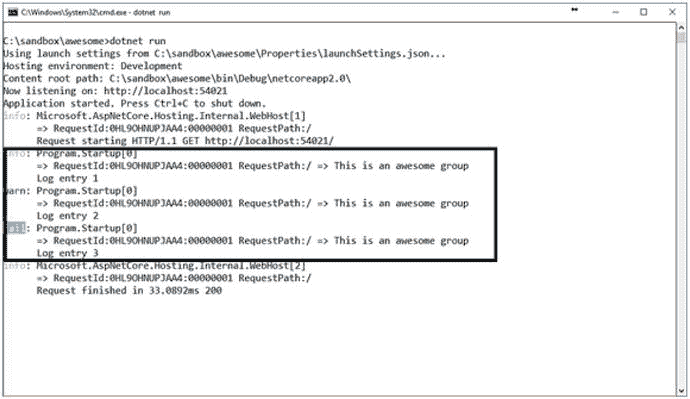 C:\Windows\System32\cmd.exe - dotnet run
C:\sandbox\awesome>dotnet run
Using launch settings from C:\sandbox\awesome\Properties\launchSettings.json...
Hosting environment: Development
Content root path: C:\sandbox\awesome\bin\Debug\netcoreapp2.0\
Now listening on: http://localhost:54021
Application started. Press Ctrl+C to shut down.
info: Microsoft.AspNetCore.Hosting.Internal.WebHost[1]
=> RequestId:0HL9OHNUPJAA4:00000001 RequestPath:/
Request starting HTTP/1.1 GET http://localhost:54021/
info: Program.Startup[0]
=> RequestId:0HL9OHNUPJAA4:00000001 RequestPath:/ => This is an awesome group
Log entry 1
warn: Program.Startup[0]
=> RequestId:0HL9OHNUPJAA4:00000001 RequestPath:/ => This is an awesome group
Log entry 2
fail: Program.Startup[0]
=> RequestId:0HL9OHNUPJAA4:00000001 RequestPath:/ => This is an awesome group
Log entry 3
info: Microsoft.AspNetCore.Hosting.Internal.WebHost[2]
=> RequestId:0HL9OHNUPJAA4:00000001 RequestPath:/
Request finished in 33.0892ms 200